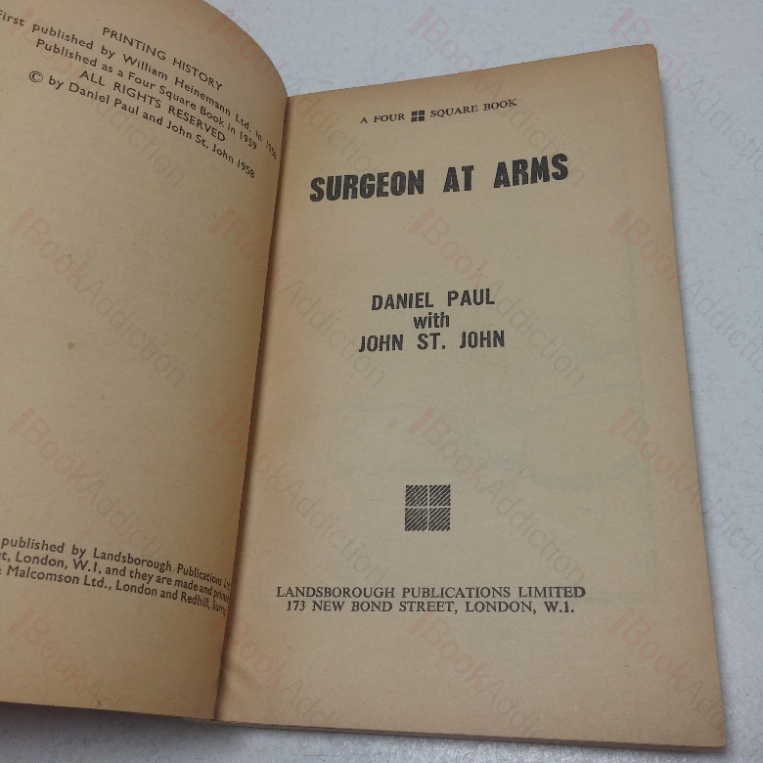 PRINTING HISTORY
First published by William Heinemann Ltd. in 1958
Published as a Four Square Book in 1959
ALL RIGHTS RESERVED
© by Daniel Paul and John St. John 1958
published by Landsborough Publications
London, W.1, and they are made and
Malcomson Ltd., London and Redhill,
A FOUR SQUARE BOOK
SURGEON AT ARMS
DANIEL PAUL
with
JOHN ST. JOHN
LANDSBOROUGH PUBLICATIONS LIMITED
173 NEW BOND STREET, LONDON, W.1.
BookAddiction